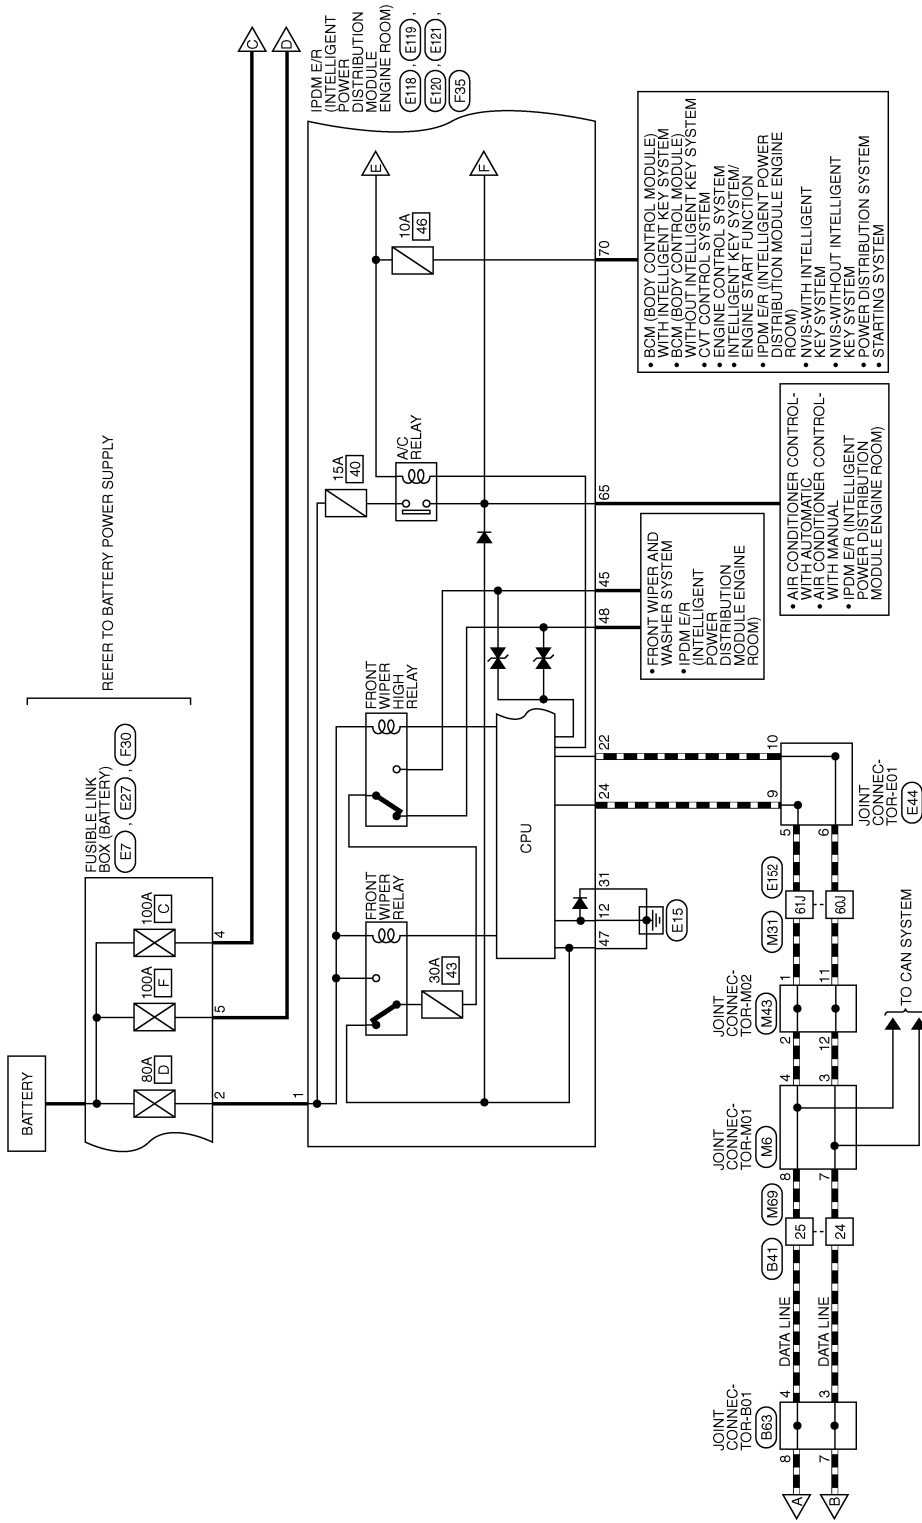 BATTERY
FUSIBLE LINK
BOX (BATTERY)
E7 , E27 , F30
REFER TO BATTERY POWER SUPPLY
80A
D
100A
F
100A
C
2
5
4
C
D
IPDM E/R
(INTELLIGENT
POWER
DISTRIBUTION
MODULE
ENGINE ROOM)
E118 , E119 ,
E120 , E121 ,
F35
1
FRONT
WIPER
RELAY
30A
43
FRONT
WIPER
HIGH
RELAY
15A
40
A/C
RELAY
10A
46
E
F
CPU
47
12
31
24
22
48
45
65
70
E15
• FRONT WIPER AND
WASHER SYSTEM
• IPDM E/R
(INTELLIGENT
POWER
DISTRIBUTION
MODULE ENGINE
ROOM)
• AIR CONDITIONER CONTROL-
WITH AUTOMATIC
• AIR CONDITIONER CONTROL-
WITH MANUAL
• IPDM E/R (INTELLIGENT
POWER DISTRIBUTION
MODULE ENGINE ROOM)
• BCM (BODY CONTROL MODULE)
WITH INTELLIGENT KEY SYSTEM
• BCM (BODY CONTROL MODULE)
WITHOUT INTELLIGENT KEY SYSTEM
• CVT CONTROL SYSTEM
• ENGINE CONTROL SYSTEM
• INTELLIGENT KEY SYSTEM/
ENGINE START FUNCTION
• IPDM E/R (INTELLIGENT POWER
DISTRIBUTION MODULE ENGINE
ROOM)
• NVIS-WITH INTELLIGENT
KEY SYSTEM
• NVIS-WITHOUT INTELLIGENT
KEY SYSTEM
• POWER DISTRIBUTION SYSTEM
• STARTING SYSTEM
JOINT
CONNEC-
TOR-B01
B63
8
4
A
DATA LINE
7
3
B
DATA LINE
B41
M69
25
24
JOINT
CONNEC-
TOR-M01
M6
8
4
7
3
TO CAN SYSTEM
JOINT
CONNEC-
TOR-M02
M43
2
1
12
11
M31
E152
61J
60J
5
9
6
10
JOINT
CONNEC-
TOR-E01
E44